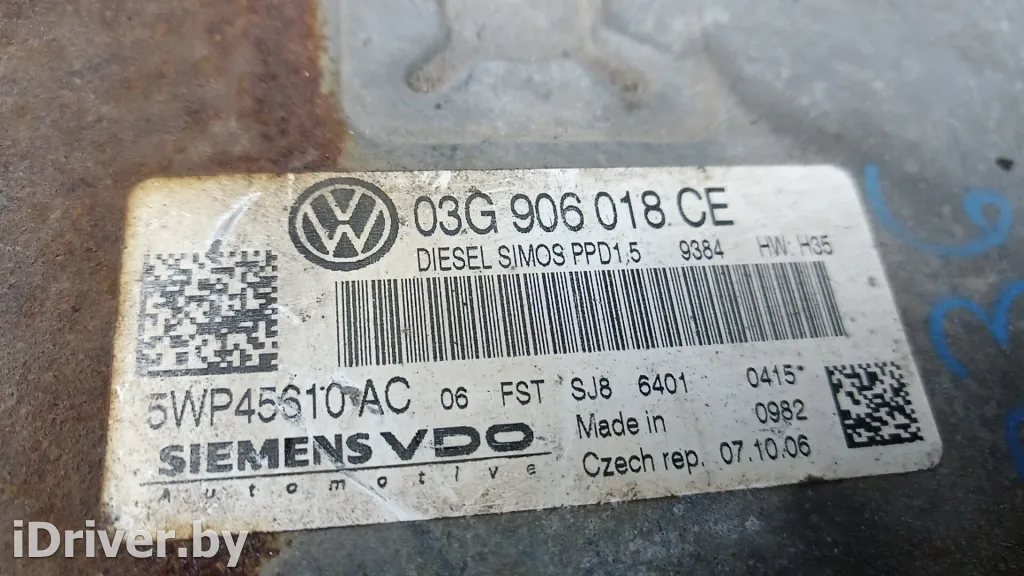 03G 906 018 CE
DIESEL SIMOS PPD1.5 9384 HW: H35
5WP45610 AC 06 FST SJ8 6401 0415*
SIEMENS VDO Made in 0982
Automotive Czech rep. 07.10.06
iDriver.by